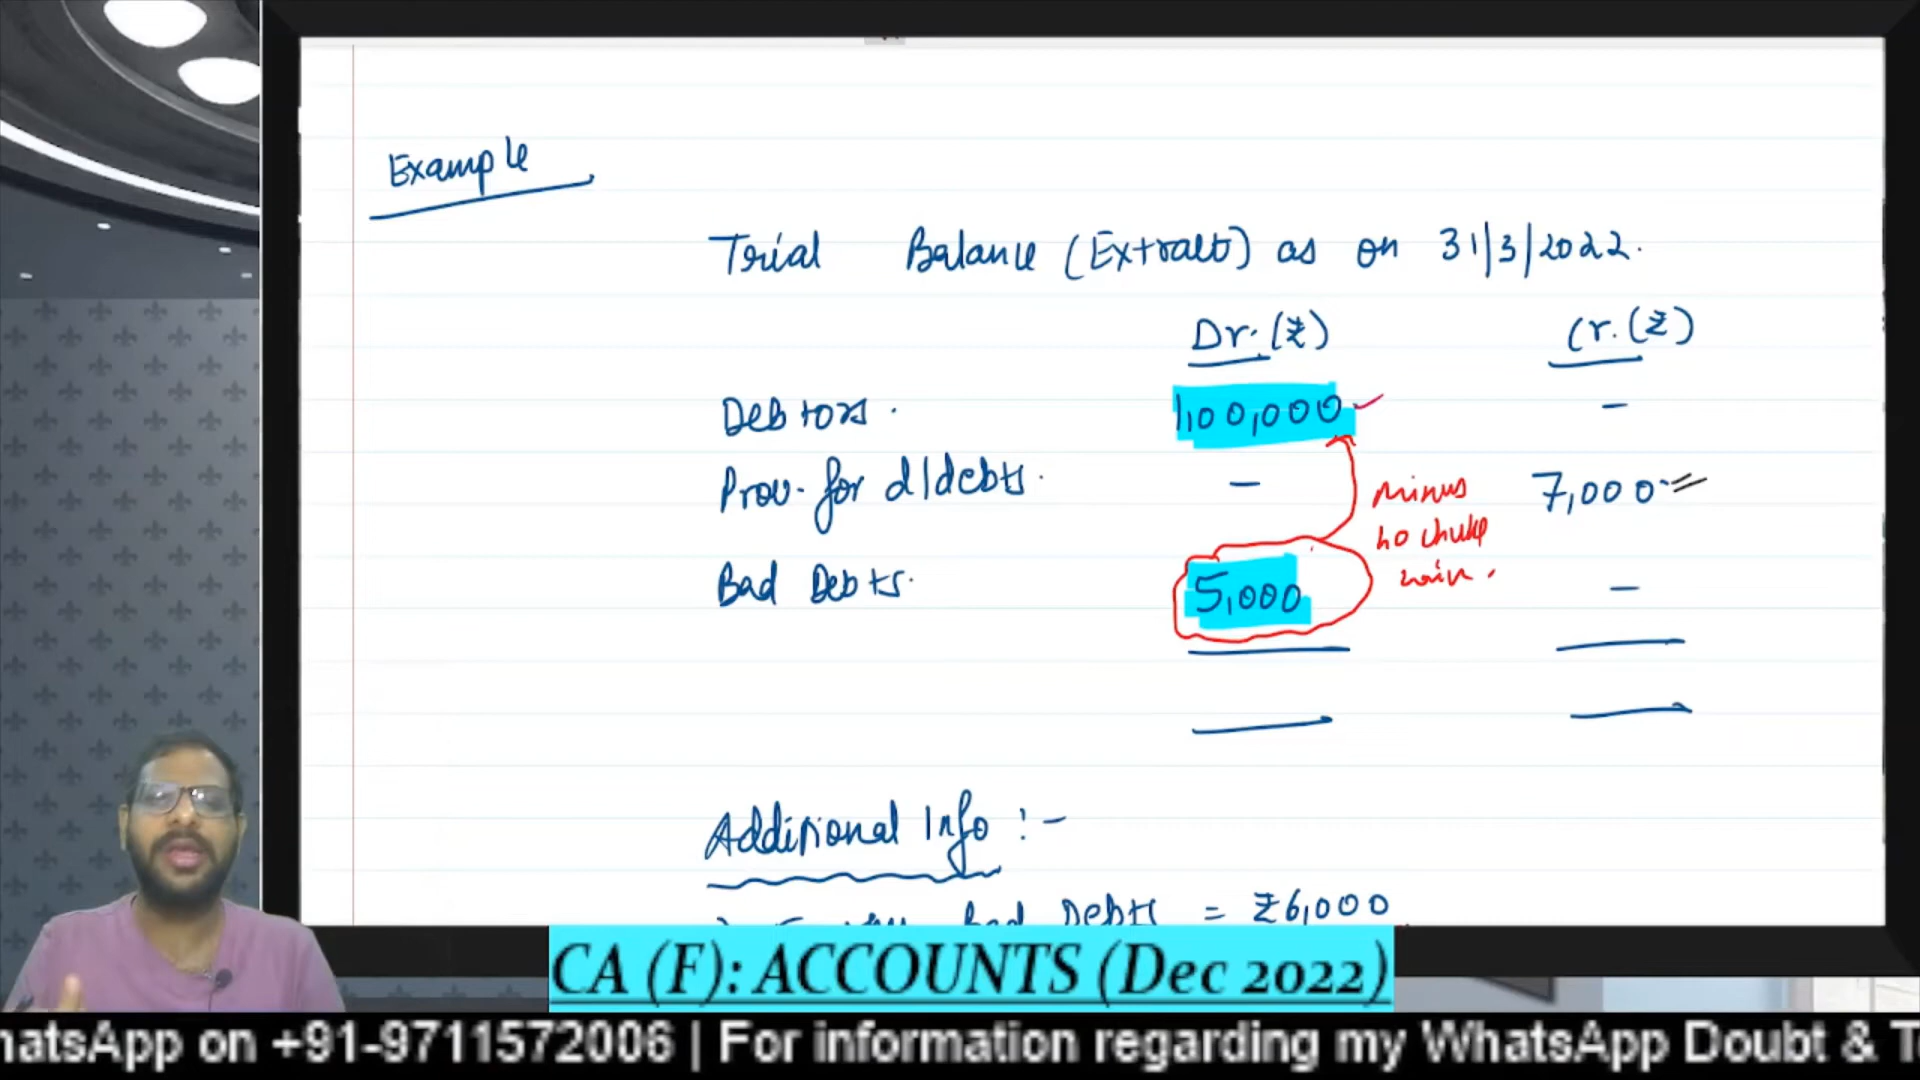 Example
Trial Balance (Extract) as on 31/3/2022.
Dr. (₹) Cr. (₹)
Debtors. 1,00,000 –
Prov. for d/debts. – 7,000
minus
ho chuke
hain.
Bad Debts. 5,000 –
Additional Info :-
Bad Debts = ₹6,000
CA (F): ACCOUNTS (Dec 2022)
hatsApp on +91-9711572006 | For information regarding my WhatsApp Doubt & T